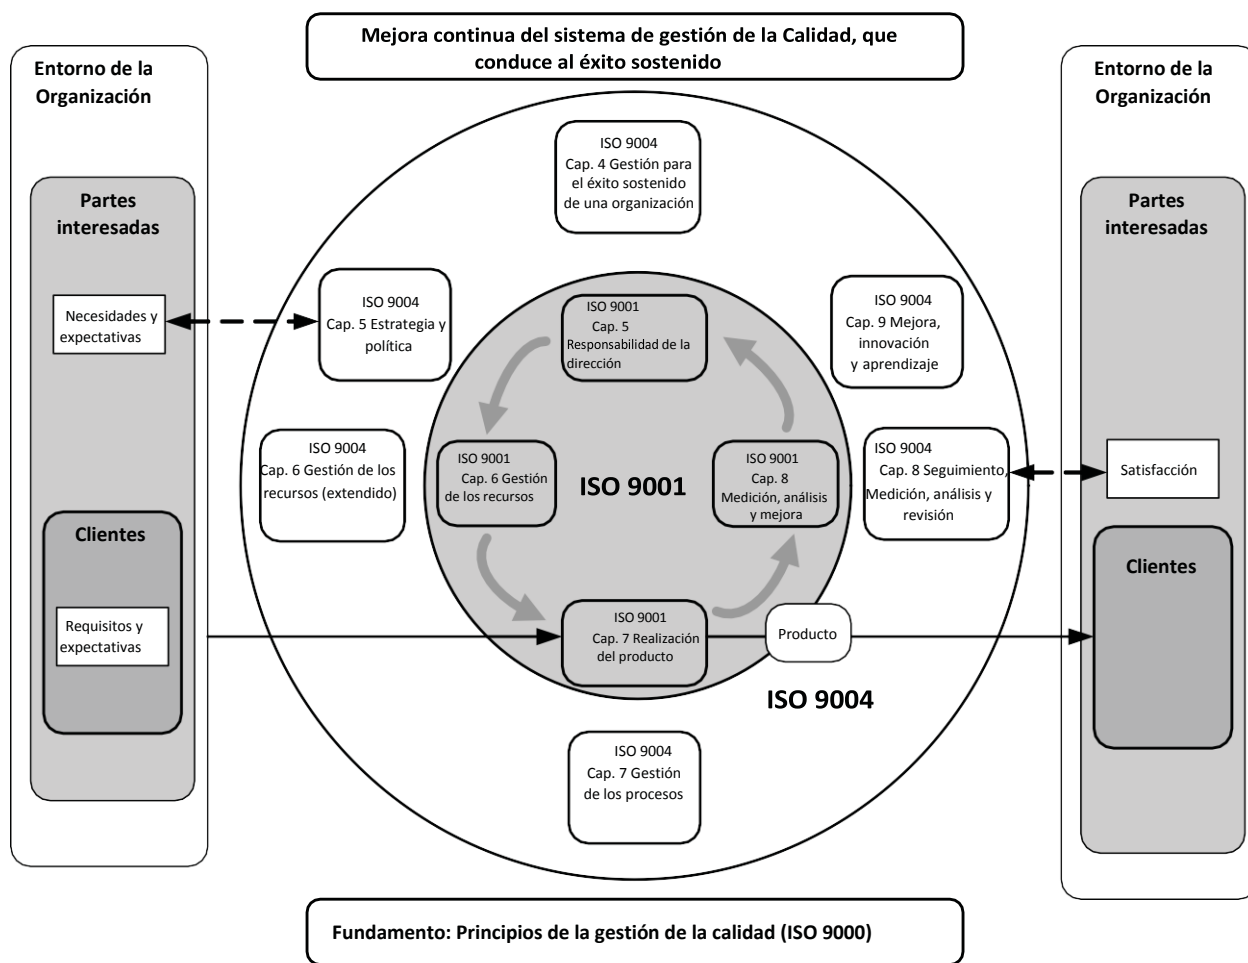 Mejora continua del sistema de gestión de la Calidad, que
conduce al éxito sostenido
Entorno de la
Organización
Partes
interesadas
Necesidades y
expectativas
Clientes
Requisitos y
expectativas
ISO 9004
Cap. 4 Gestión para
el éxito sostenido
de una organización
ISO 9004
Cap. 5 Estrategia y
política
ISO 9004
Cap. 6 Gestión de los
recursos (extendido)
ISO 9001
Cap. 5
Responsabilidad de la
dirección
ISO 9001
Cap. 6 Gestión
de los recursos
ISO 9001
ISO 9001
Cap. 8
Medición, análisis
y mejora
ISO 9001
Cap. 7 Realización
del producto
Producto
ISO 9004
Cap. 9 Mejora,
innovación
y aprendizaje
ISO 9004
Cap. 8 Seguimiento,
Medición, análisis y
revisión
ISO 9004
ISO 9004
Cap. 7 Gestión
de los procesos
Entorno de la
Organización
Partes
interesadas
Satisfacción
Clientes
Fundamento: Principios de la gestión de la calidad (ISO 9000)